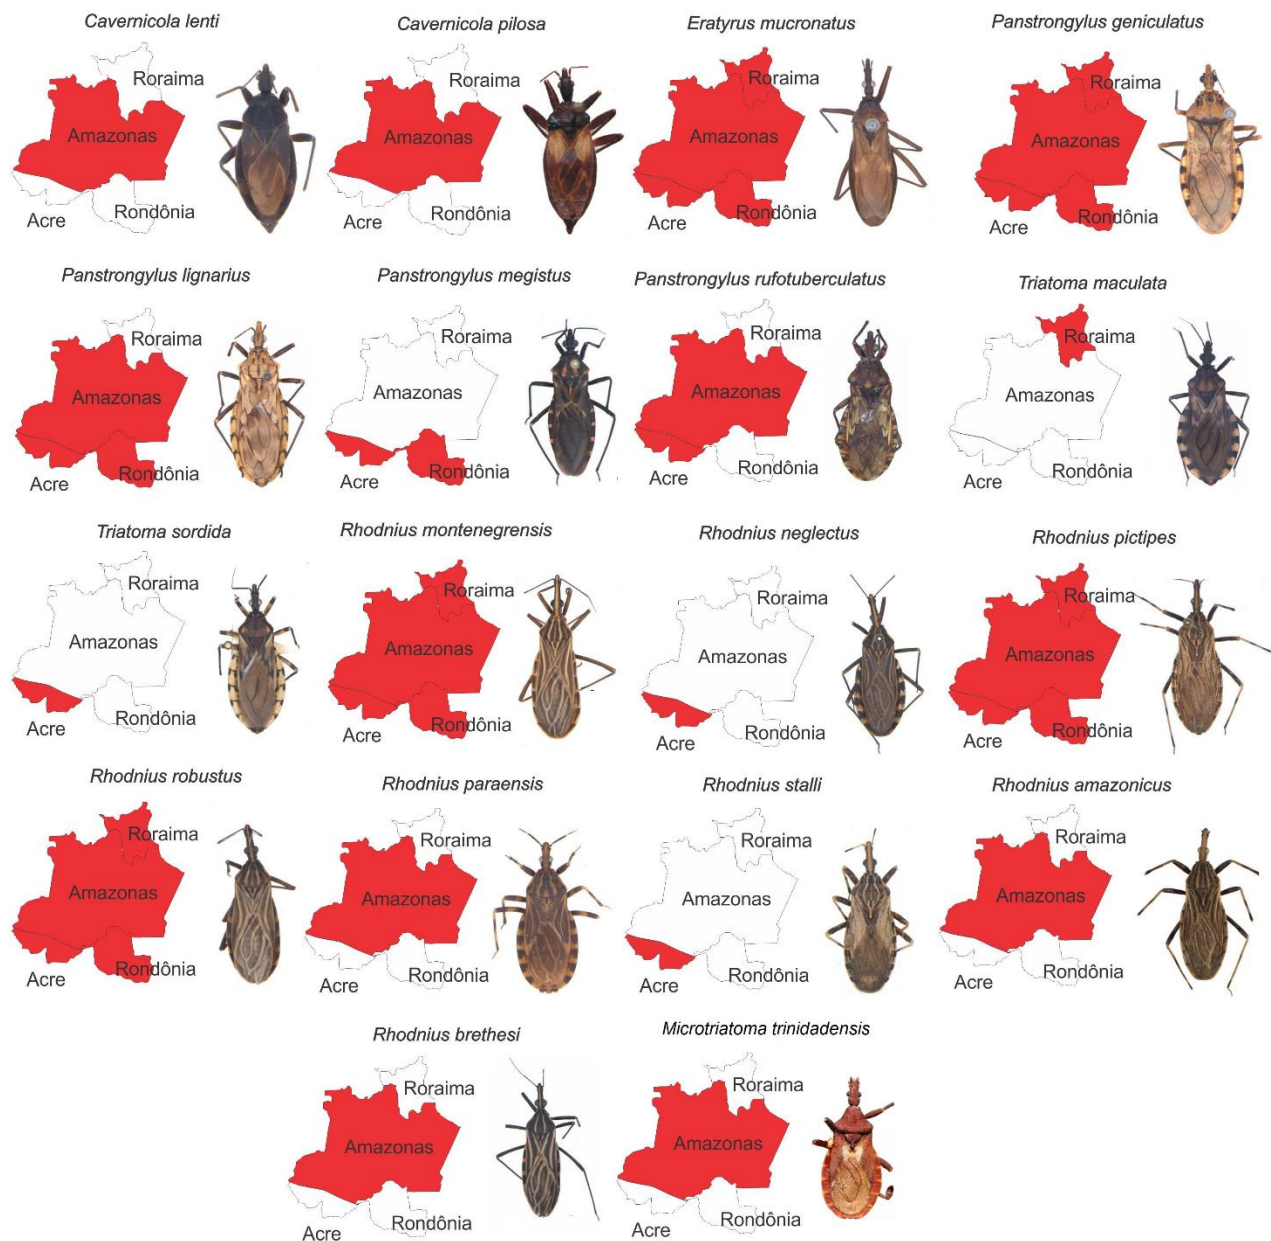 Cavernicola lenti
Cavernicola pilosa
Eratyrus mucronatus
Panstrongylus geniculatus
Roraima
Amazonas
Acre
Rondônia
Roraima
Amazonas
Acre
Rondônia
Roraima
Amazonas
Acre
Rondônia
Roraima
Amazonas
Acre
Rondônia
Panstrongylus lignarius
Panstrongylus megistus
Panstrongylus rufotuberculatus
Triatoma maculata
Roraima
Amazonas
Acre
Rondônia
Roraima
Amazonas
Acre
Rondônia
Roraima
Amazonas
Acre
Rondônia
Roraima
Amazonas
Acre
Rondônia
Triatoma sordida
Rhodnius montenegrensis
Rhodnius neglectus
Rhodnius pictipes
Roraima
Amazonas
Acre
Rondônia
Roraima
Amazonas
Acre
Rondônia
Roraima
Amazonas
Acre
Rondônia
Roraima
Amazonas
Acre
Rondônia
Rhodnius robustus
Rhodnius paraensis
Rhodnius stalli
Rhodnius amazonicus
Roraima
Amazonas
Acre
Rondônia
Roraima
Amazonas
Acre
Rondônia
Roraima
Amazonas
Acre
Rondônia
Roraima
Amazonas
Acre
Rondônia
Rhodnius brethesi
Microtriatoma trinidadensis
Roraima
Amazonas
Acre
Rondônia
Roraima
Amazonas
Acre
Rondônia